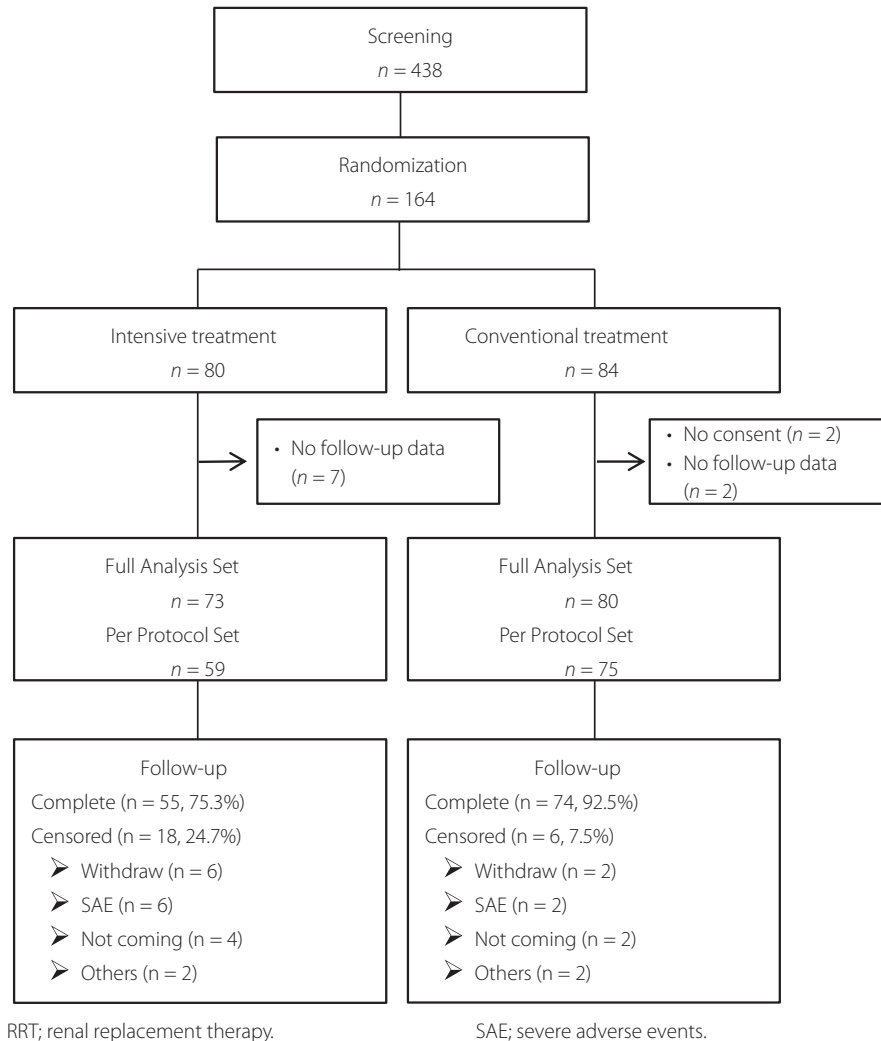 Screening
n = 438
Randomization
n = 164
Intensive treatment
n = 80
Conventional treatment
n = 84
• No follow-up data
(n = 7)
• No consent (n = 2)
• No follow-up data
(n = 2)
Full Analysis Set
n = 73
Per Protocol Set
n = 59
Full Analysis Set
n = 80
Per Protocol Set
n = 75
Follow-up
Complete (n = 55, 75.3%)
Censored (n = 18, 24.7%)
➢ Withdraw (n = 6)
➢ SAE (n = 6)
➢ Not coming (n = 4)
➢ Others (n = 2)
Follow-up
Complete (n = 74, 92.5%)
Censored (n = 6, 7.5%)
➢ Withdraw (n = 2)
➢ SAE (n = 2)
➢ Not coming (n = 2)
➢ Others (n = 2)
RRT; renal replacement therapy.
SAE; severe adverse events.